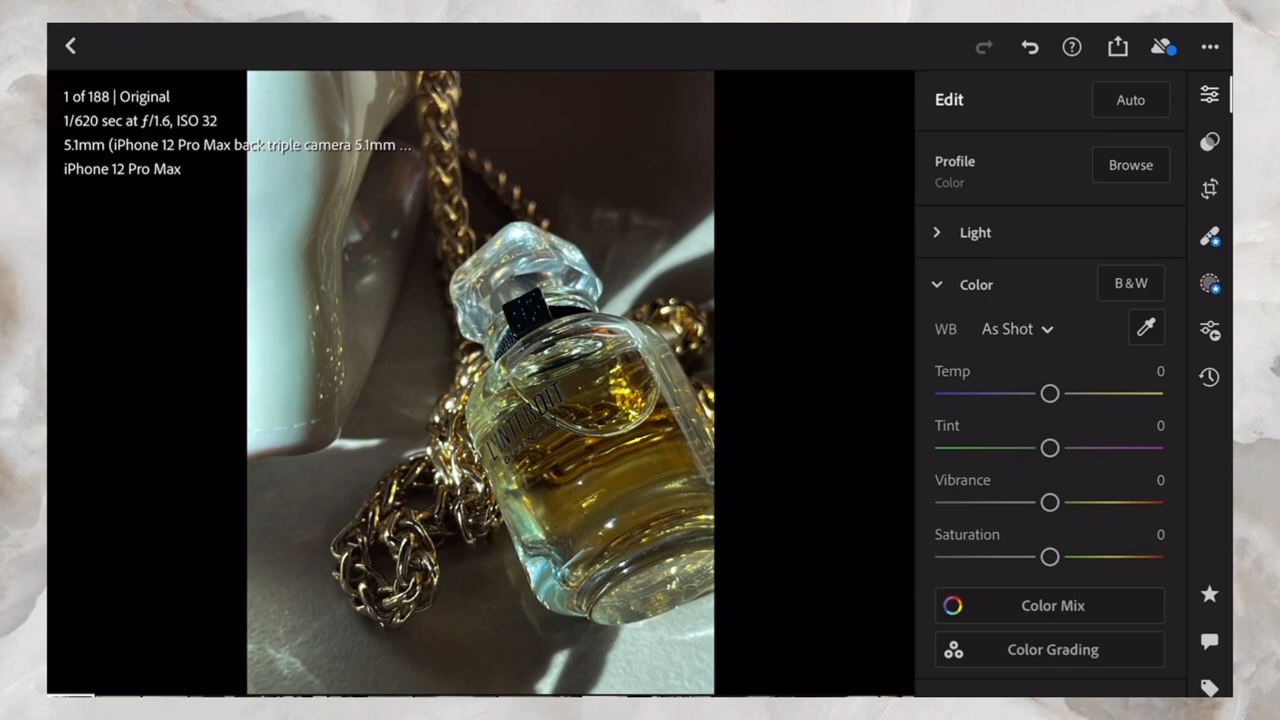 1 of 188 | Original
1/620 sec at ƒ/1.6, ISO 32
5.1mm (iPhone 12 Pro Max back triple camera 5.1mm ...
iPhone 12 Pro Max
L'INTERDIT
Edit
Auto
Profile
Color
Browse
Light
Color
B&W
WB
As Shot
Temp
0
Tint
0
Vibrance
0
Saturation
0
Color Mix
Color Grading